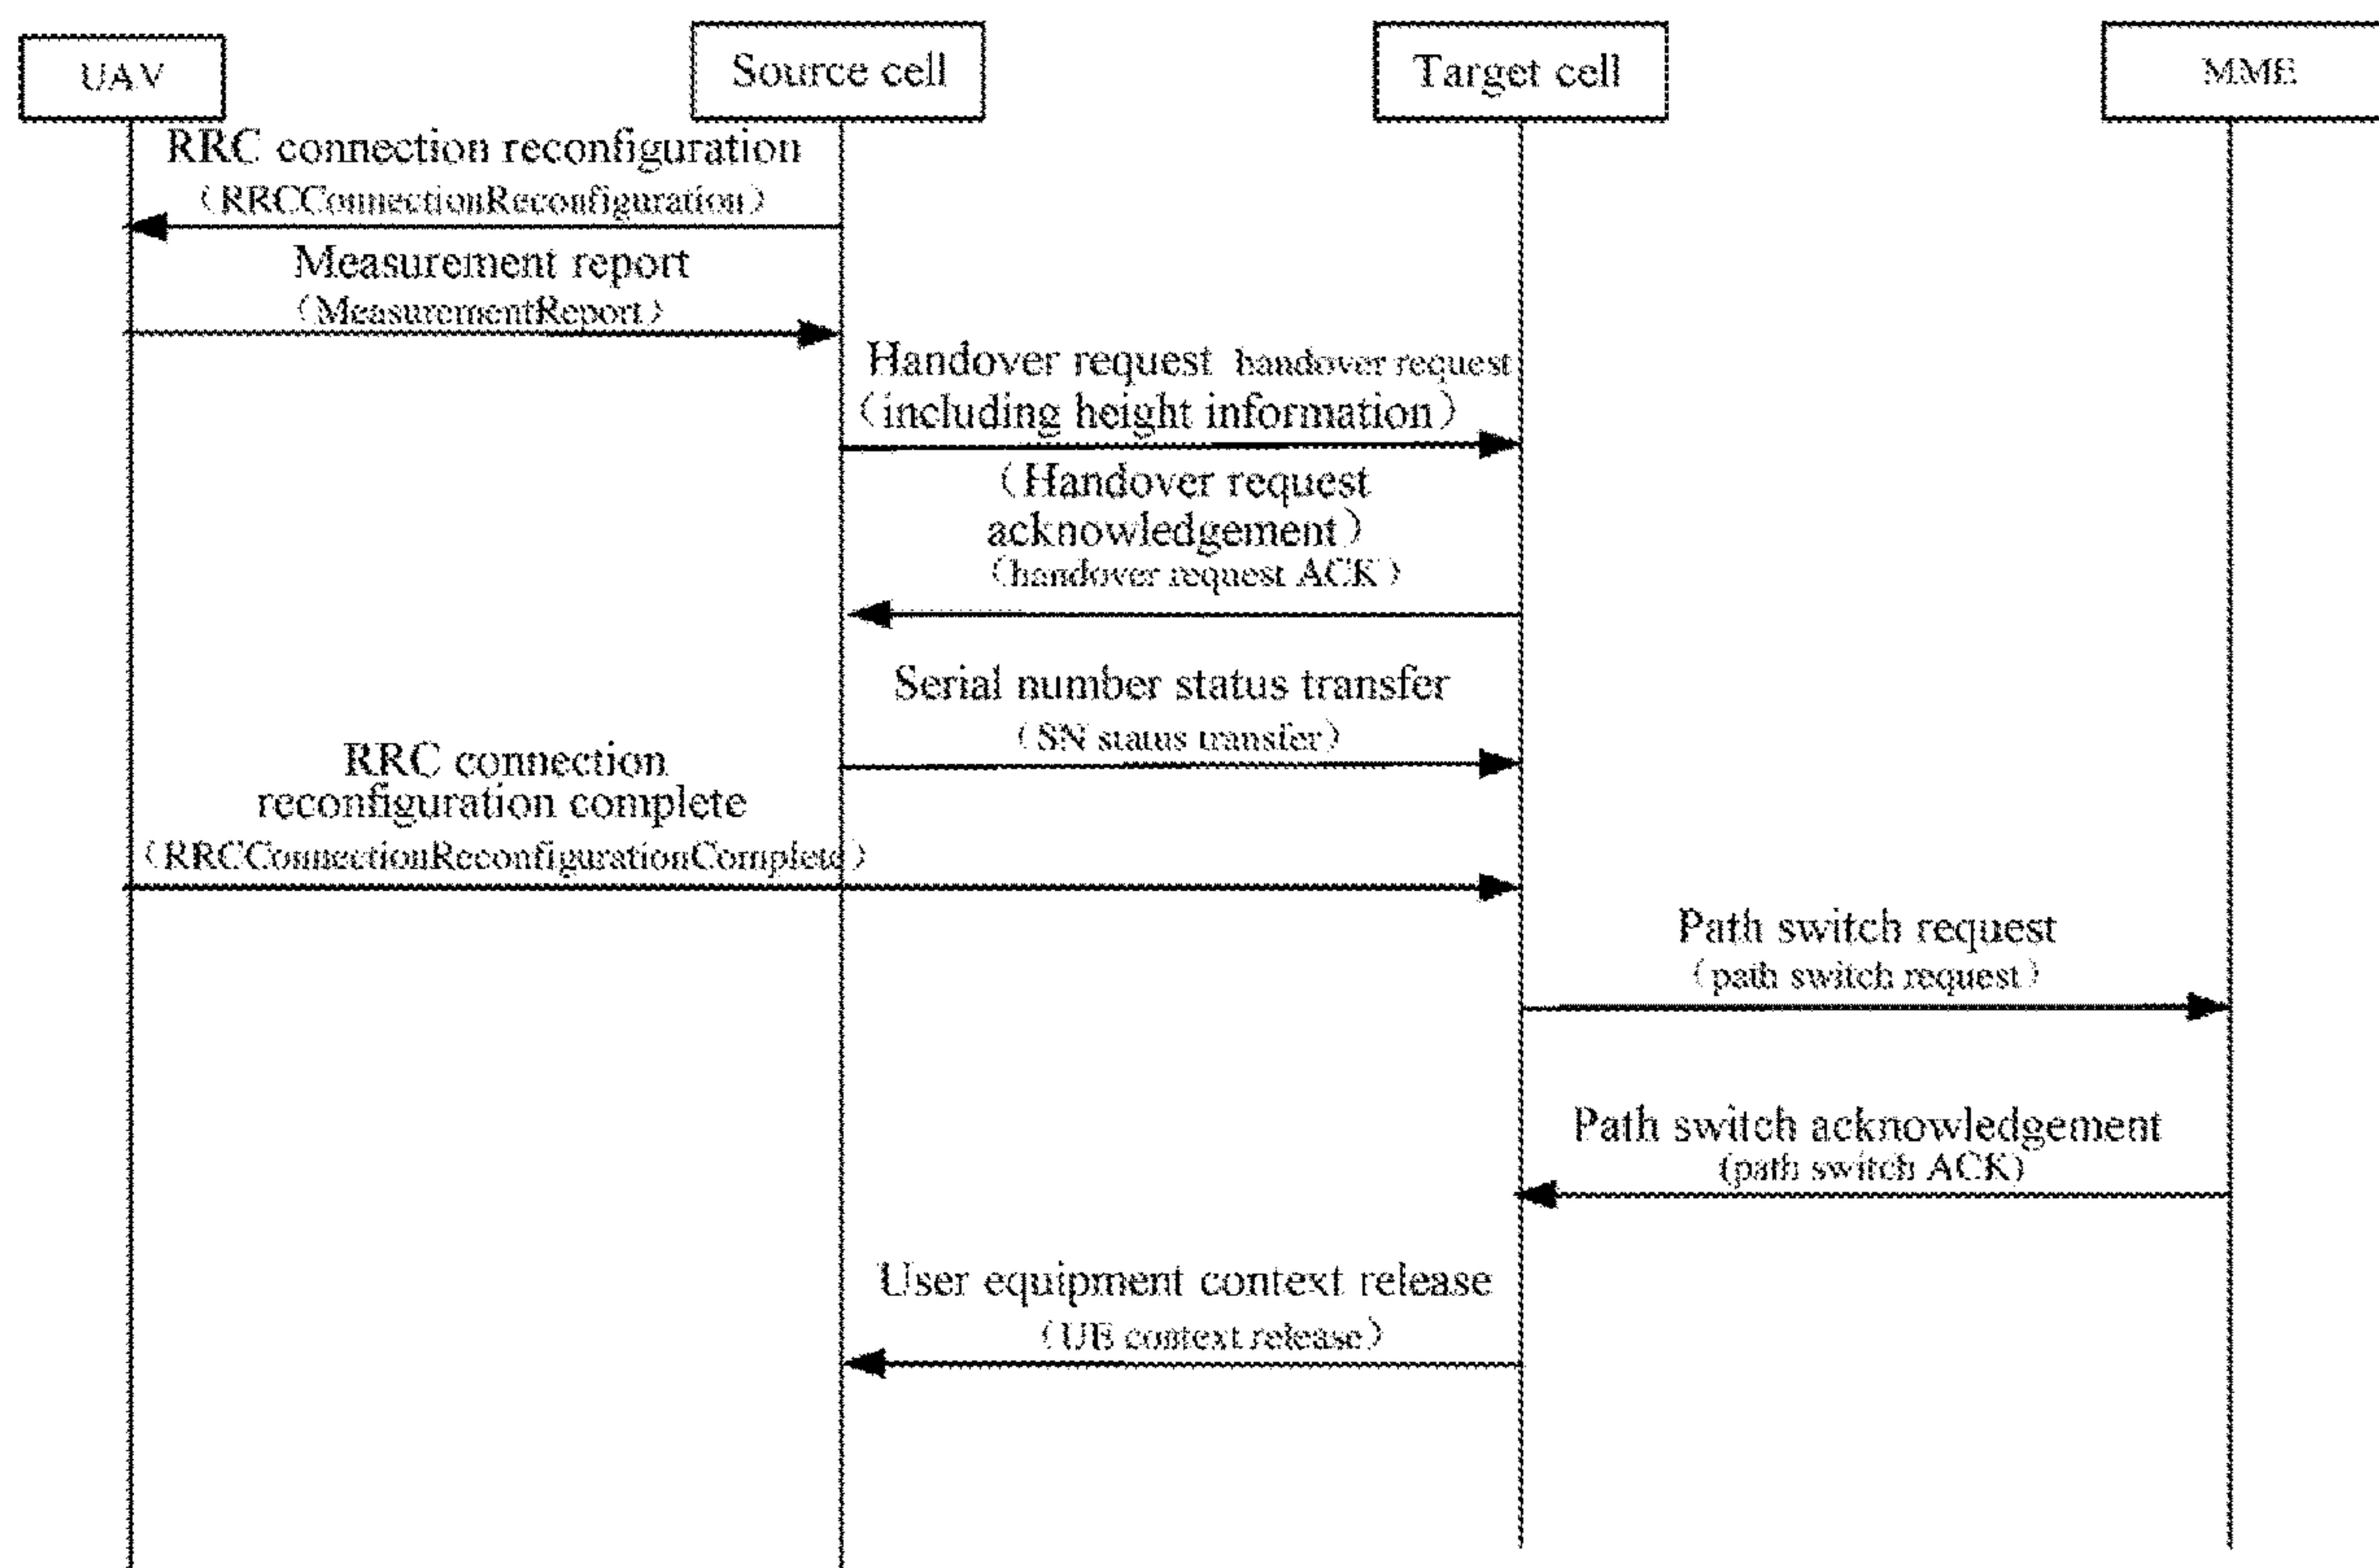 UAV
Source cell
Target cell
MME
RRC connection reconfiguration
(RRCConnectionReconfiguration)
Measurement report
(MeasurementReport)
Handover request handover request
(including height information)
(Handover request
acknowledgement)
(handover request ACK)
Serial number status transfer
(SN status transfer)
RRC connection
reconfiguration complete
(RRCConnectionReconfigurationComplete)
Path switch request
(path switch request)
Path switch acknowledgement
(path switch ACK)
User equipment context release
(UE context release)